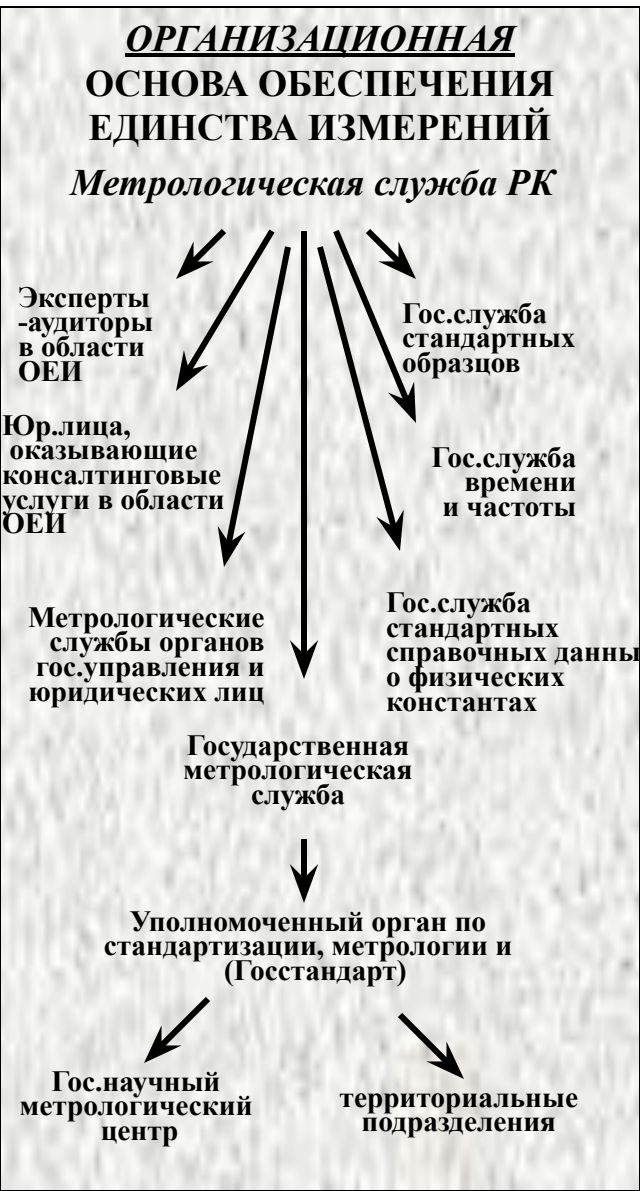 ОРГАНИЗАЦИОННАЯ
ОСНОВА ОБЕСПЕЧЕНИЯ
ЕДИНСТВА ИЗМЕРЕНИЙ
Метрологическая служба РК
Эксперты
-аудиторы
в области
ОЕИ
Гос.служба
стандартных
образцов
Юр.лица,
оказывающие
консалтинговые
услуги в области
ОЕИ
Гос.служба
времени
и частоты
Метрологические
службы органов
гос.управления и
юридических лиц
Гос.служба
стандартных
справочных данны
о физических
константах
Государственная
метрологическая
служба
Уполномоченный орган по
стандартизации, метрологии и
(Госстандарт)
Гос.научный
метрологический
центр
территориальные
подразделения